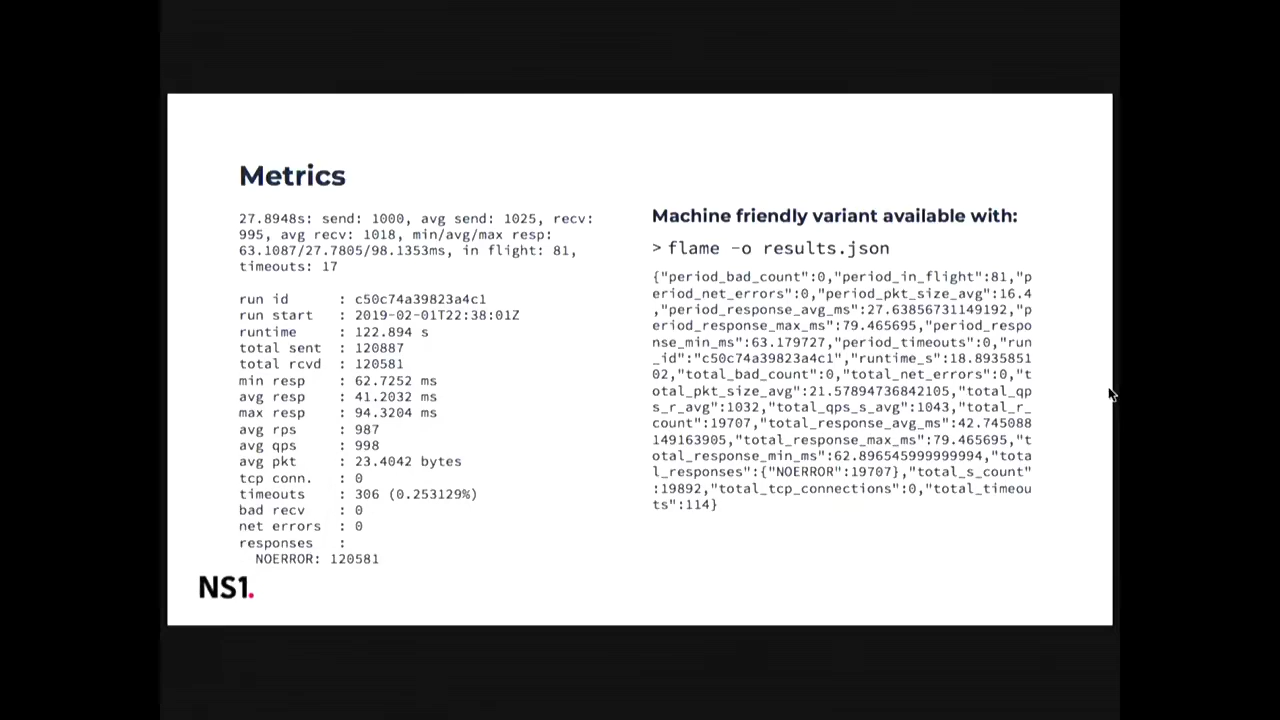 Metrics
27.8948s: send: 1000, avg send: 1025, recv:
995, avg recv: 1018, min/avg/max resp:
63.1087/27.7805/98.1353ms, in flight: 81,
timeouts: 17
run id : c50c74a39823a4c1
run start : 2019-02-01T22:38:01Z
runtime : 122.894 s
total sent : 120887
total rcvd : 120581
min resp : 62.7252 ms
avg resp : 41.2032 ms
max resp : 94.3204 ms
avg rps : 987
avg qps : 998
avg pkt : 23.4042 bytes
tcp conn. : 0
timeouts : 306 (0.253129%)
bad recv : 0
net errors : 0
responses :
NOERROR: 120581
Machine friendly variant available with:
> flame -o results.json
{"period_bad_count":0,"period_in_flight":81,"p
eriod_net_errors":0,"period_pkt_size_avg":16.4
,"period_response_avg_ms":27.63856731149192,"p
eriod_response_max_ms":79.465695,"period_respo
nse_min_ms":63.179727,"period_timeouts":0,"run
_id":"c50c74a39823a4c1","runtime_s":18.8935851
02,"total_bad_count":0,"total_net_errors":0,"t
otal_pkt_size_avg":21.57894736842105,"total_qp
s_r_avg":1032,"total_qps_s_avg":1043,"total_r_
count":19707,"total_response_avg_ms":42.745088
149163905,"total_response_max_ms":79.465695,"t
otal_response_min_ms":62.896545999999994,"tota
l_responses":{"NOERROR":19707},"total_s_count"
:19892,"total_tcp_connections":0,"total_timeou
ts":114}
NS1.